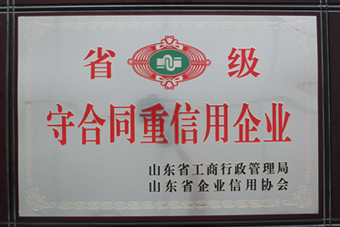 省级
守合同重信用企业
山东省工商行政管理局
山东省企业信用协会